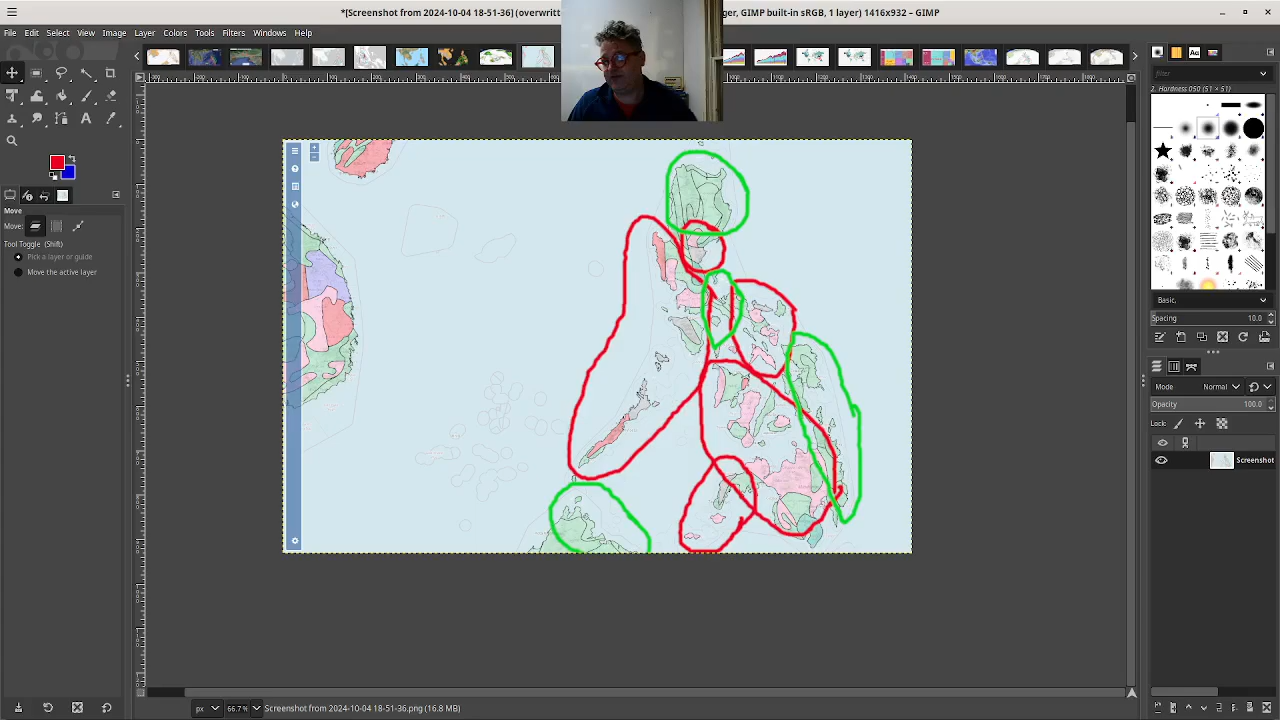 *[Screenshot from 2024-10-04 18-51-36] (overwritt
ger, GIMP built-in sRGB, 1 layer) 1416x932 – GIMP
File Edit Select View Image Layer Colors Tools Filters Windows Help
filter
2. Hardness 050 (51 × 51)
Move
Move:
Tool Toggle (Shift)
Pick a layer or guide
Move the active layer
Basic,
Spacing 10.0
Mode Normal
Opacity 100.0
Lock
Screenshot
px 66.7% Screenshot from 2024-10-04 18-51-36.png (16.8 MB)